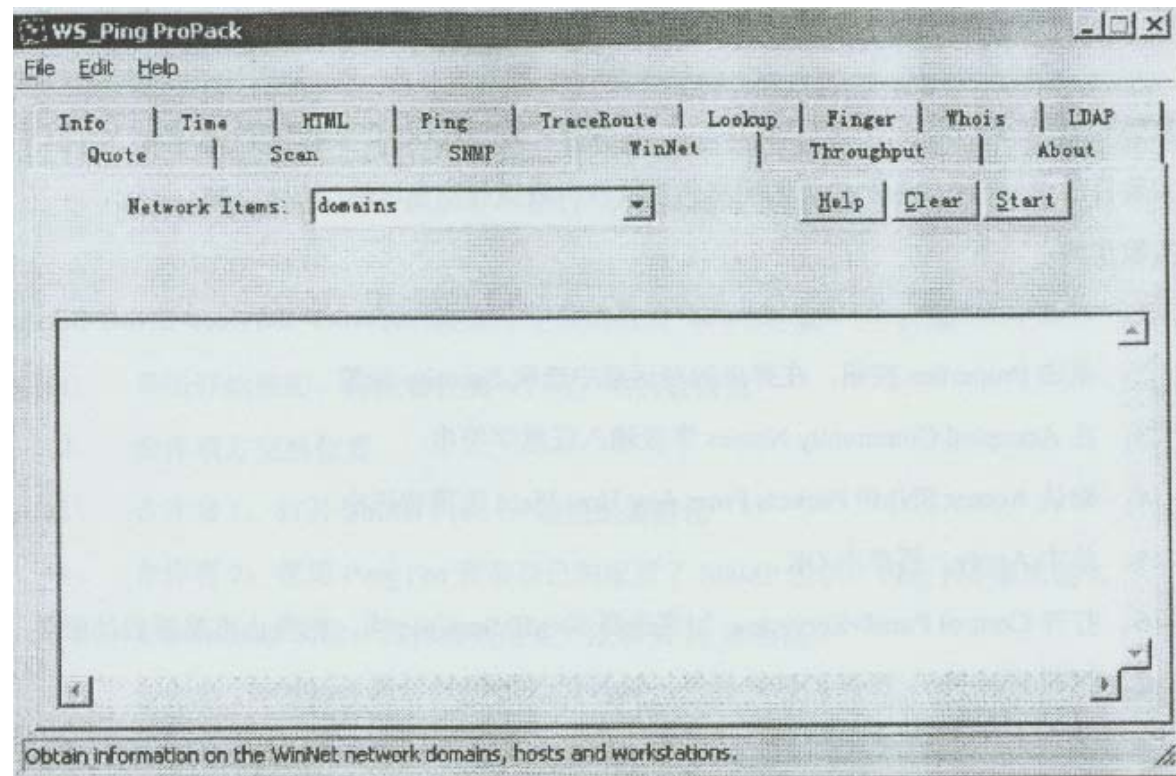 WS_Ping ProPack
File Edit Help
Info Time HTML Ping TraceRoute Lookup Finger Whois LDAP
Quote Scan SNMP WinNet Throughput About
Network Items: domains Help Clear Start
Obtain information on the WinNet network domains, hosts and workstations.